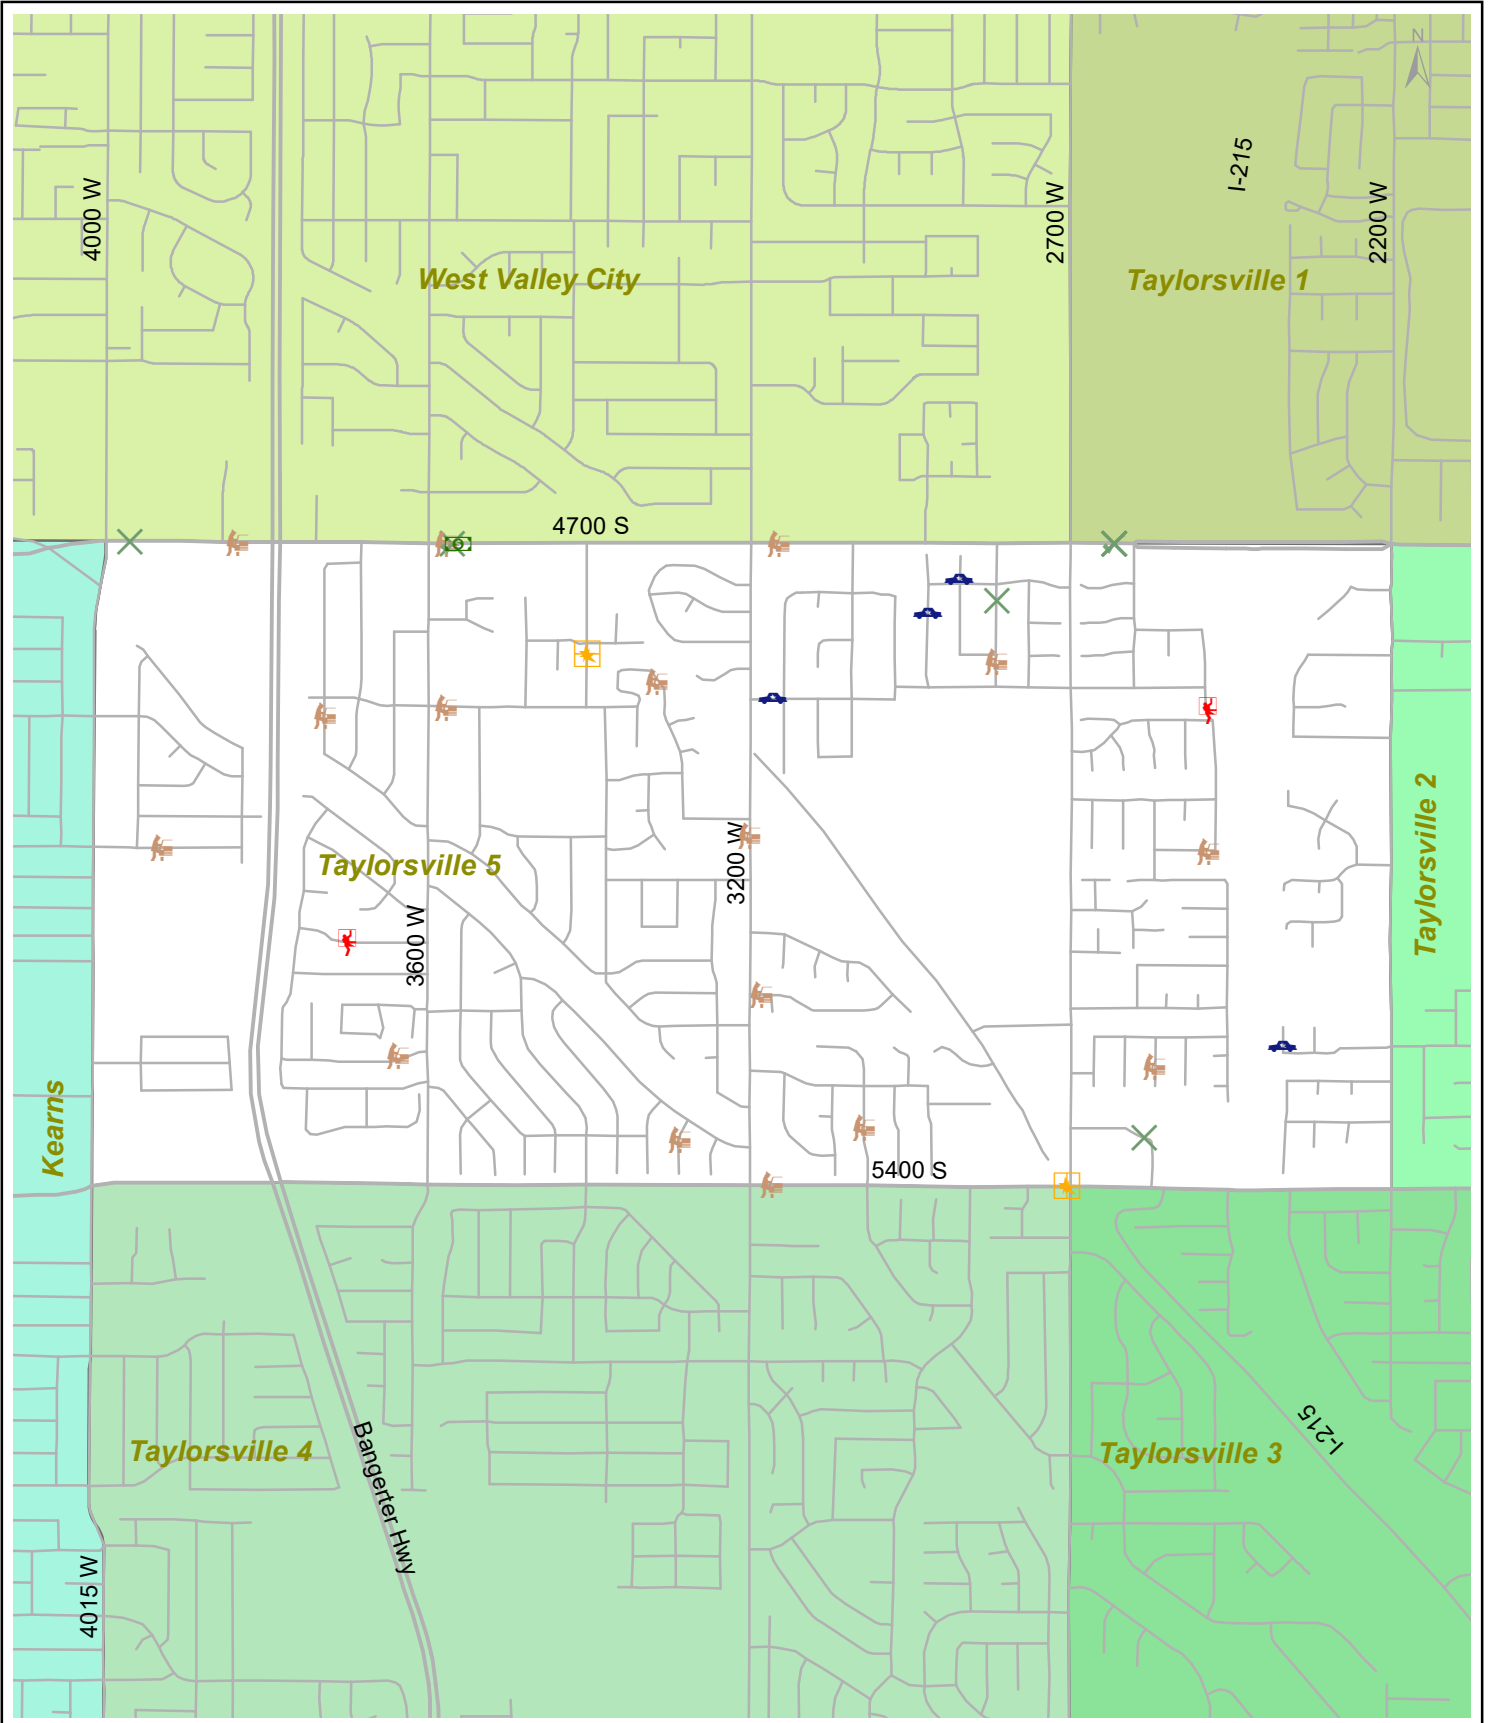 N
I-215
4000 W
2700 W
2200 W
West Valley City
Taylorsville 1
4700 S
Taylorsville 2
3200 W
Taylorsville 5
3600 W
Kearns
5400 S
Taylorsville 4
Bangerter Hwy
Taylorsville 3
I-215
4015 W